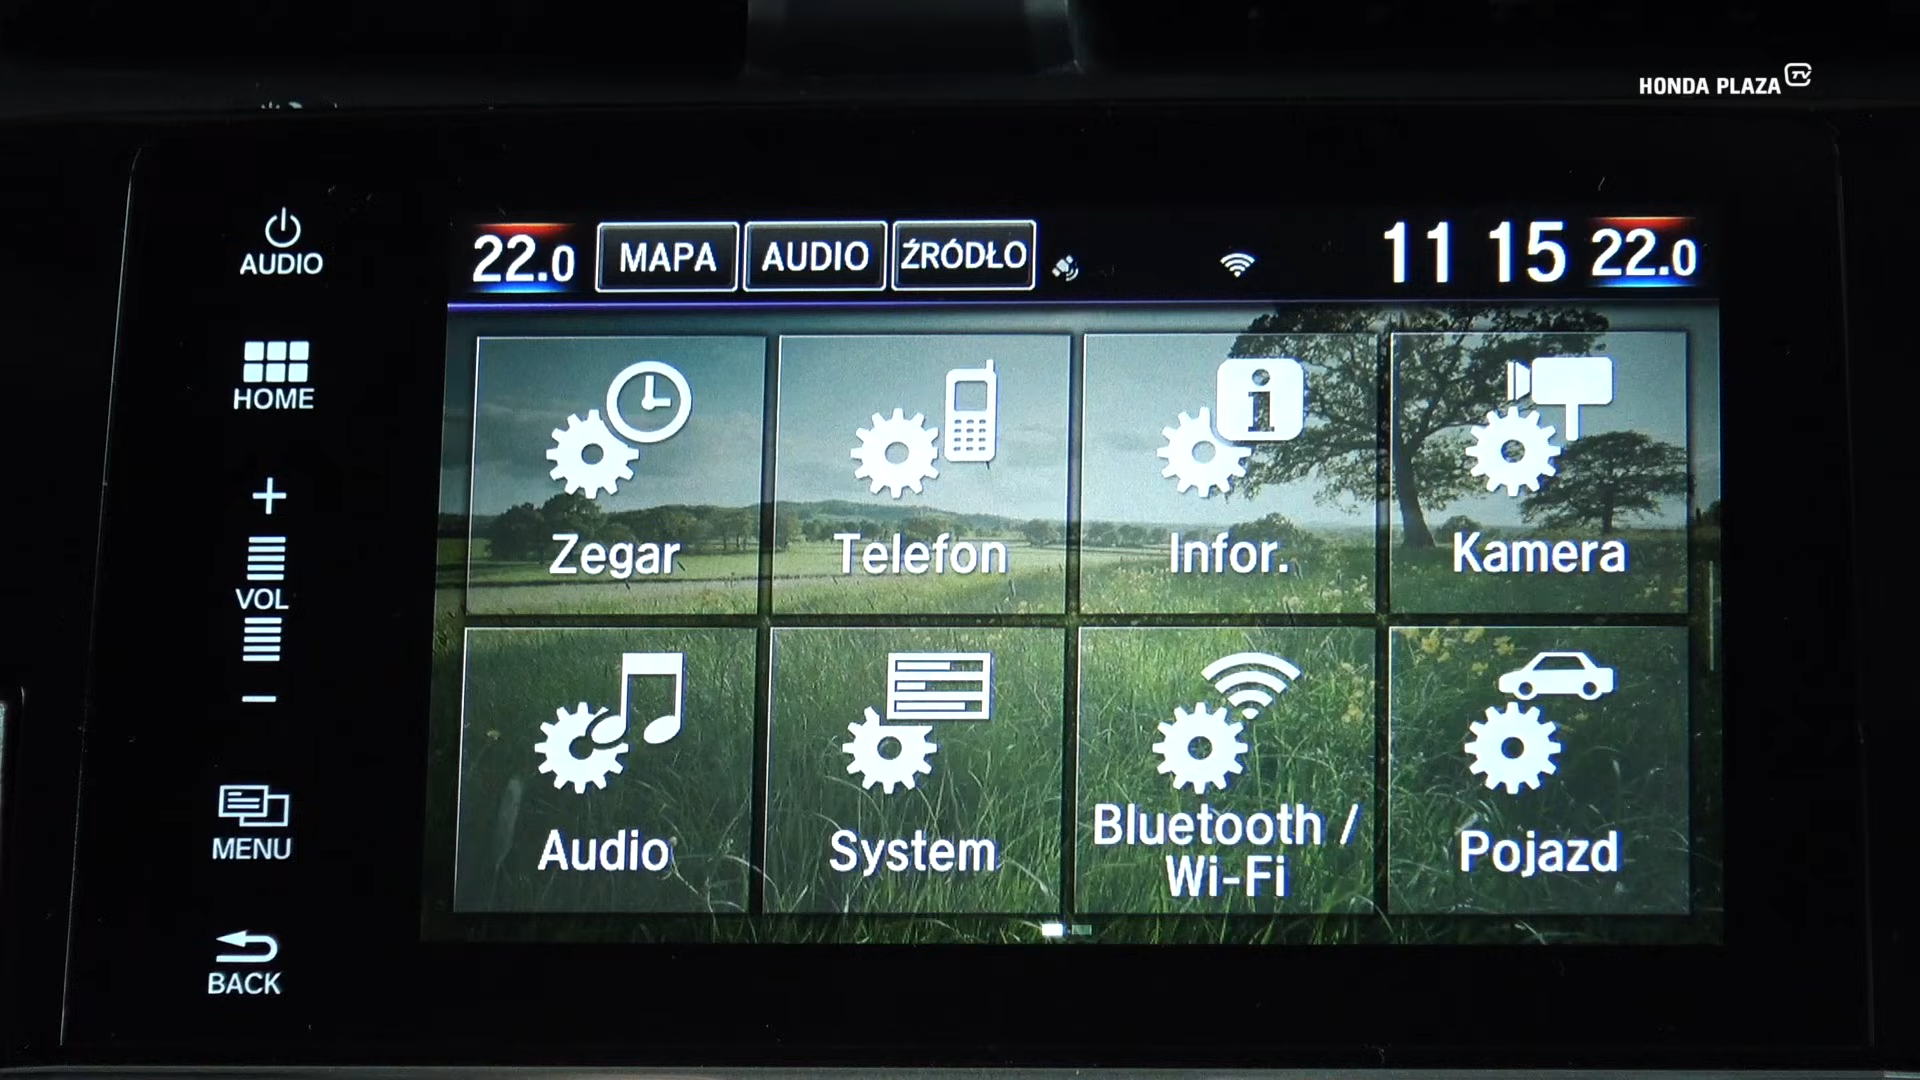 HONDA PLAZA TV
AUDIO
HOME
+
VOL
−
MENU
BACK
22.0 MAPA AUDIO ŹRÓDŁO 11 15 22.0
Zegar Telefon Infor. Kamera
Audio System Bluetooth / Wi-Fi Pojazd